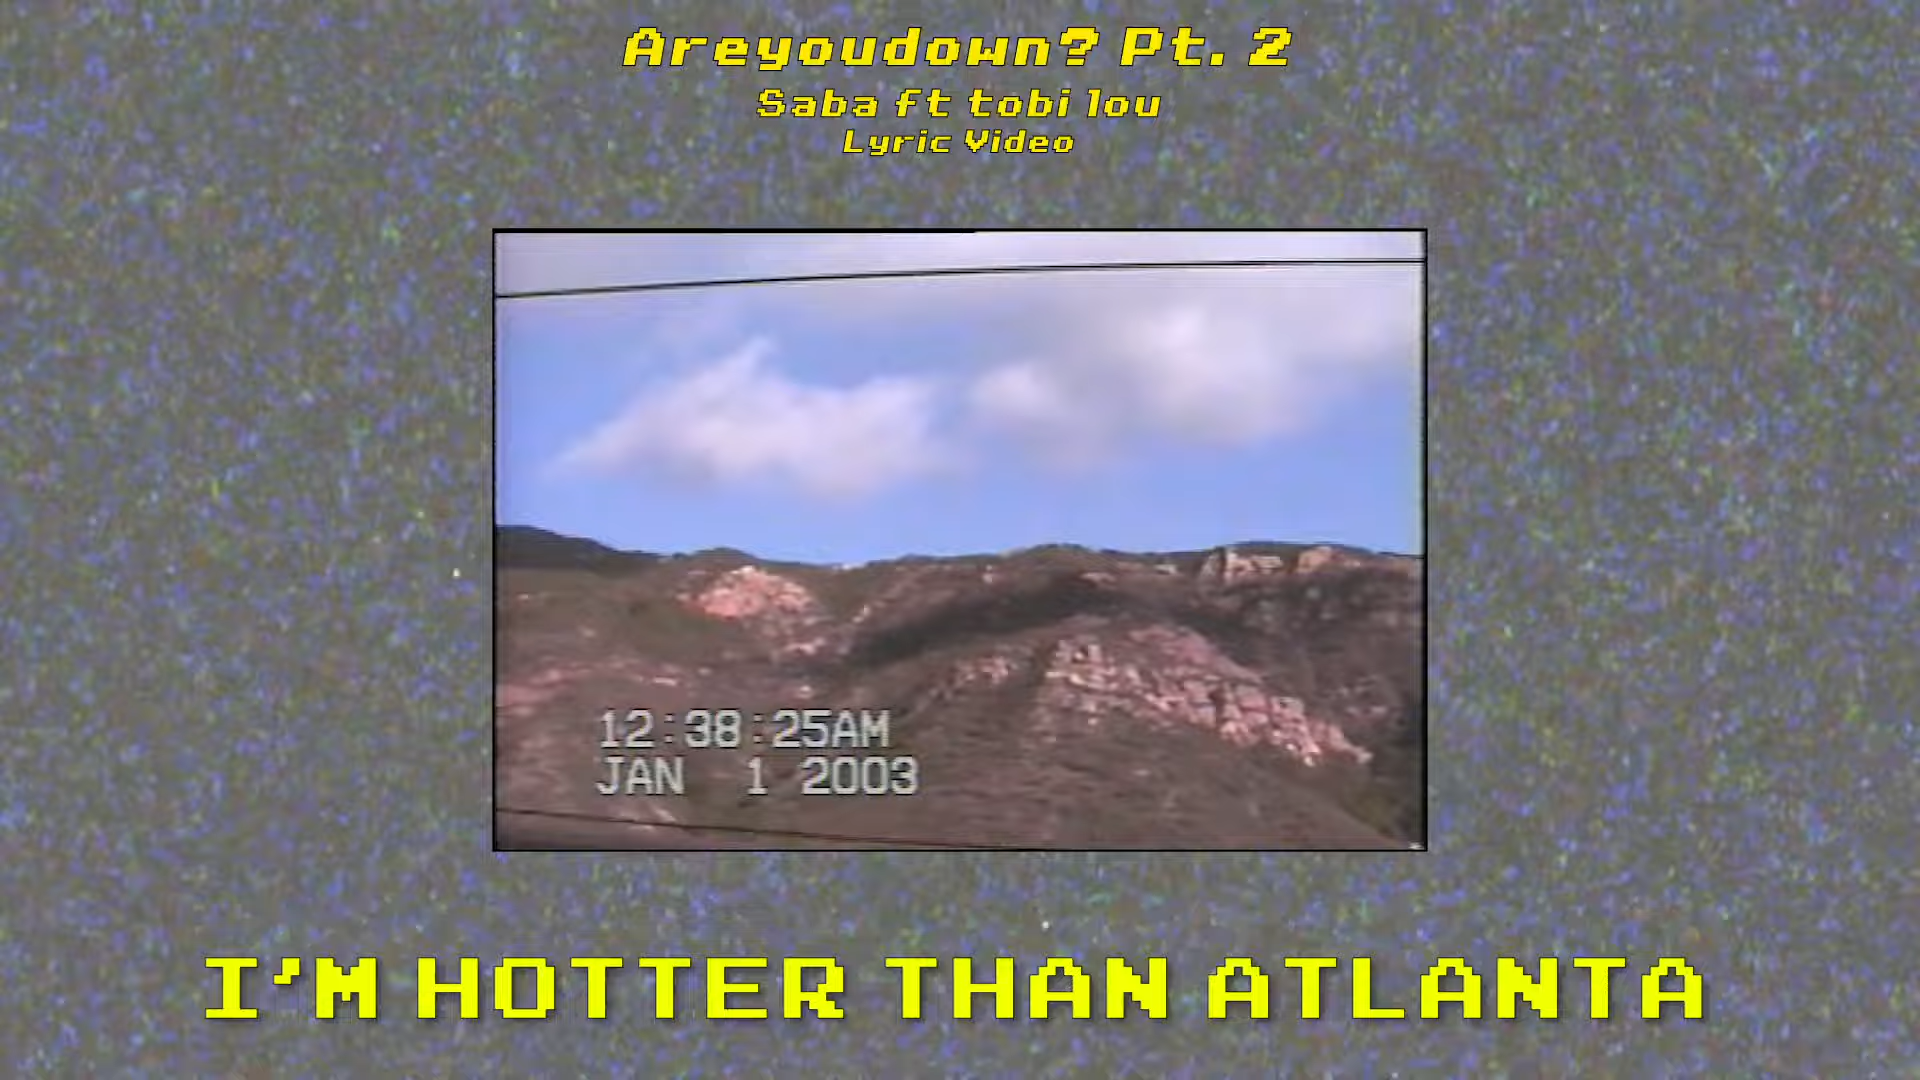 Areyoudown? Pt. 2
Saba ft tobi lou
Lyric Video
12:38:25AM
JAN 1 2003
I'M HOTTER THAN ATLANTA